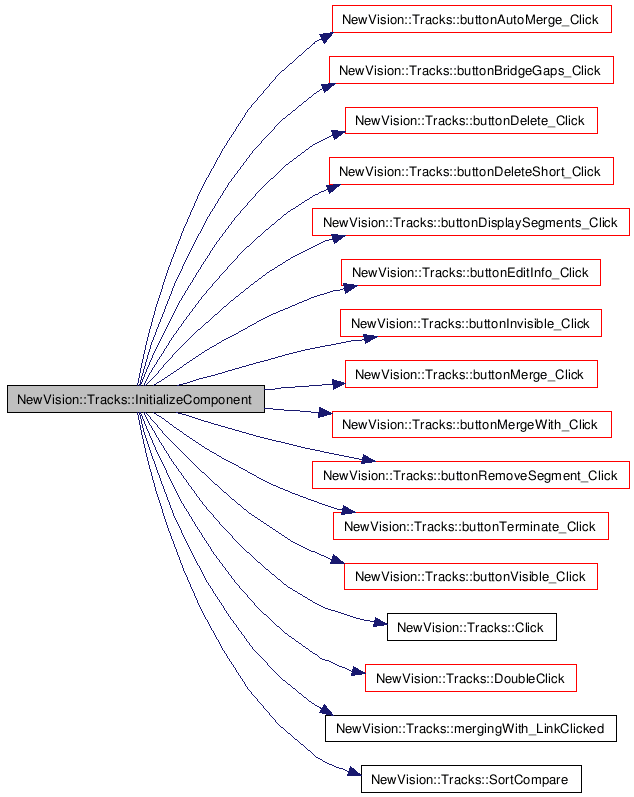 NewVision::Tracks::buttonAutoMerge_Click
NewVision::Tracks::buttonBridgeGaps_Click
NewVision::Tracks::buttonDelete_Click
NewVision::Tracks::buttonDeleteShort_Click
NewVision::Tracks::buttonDisplaySegments_Click
NewVision::Tracks::buttonEditInfo_Click
NewVision::Tracks::buttonInvisible_Click
NewVision::Tracks::buttonMerge_Click
NewVision::Tracks::InitializeComponent
NewVision::Tracks::buttonMergeWith_Click
NewVision::Tracks::buttonRemoveSegment_Click
NewVision::Tracks::buttonTerminate_Click
NewVision::Tracks::buttonVisible_Click
NewVision::Tracks::Click
NewVision::Tracks::DoubleClick
NewVision::Tracks::mergingWith_LinkClicked
NewVision::Tracks::SortCompare